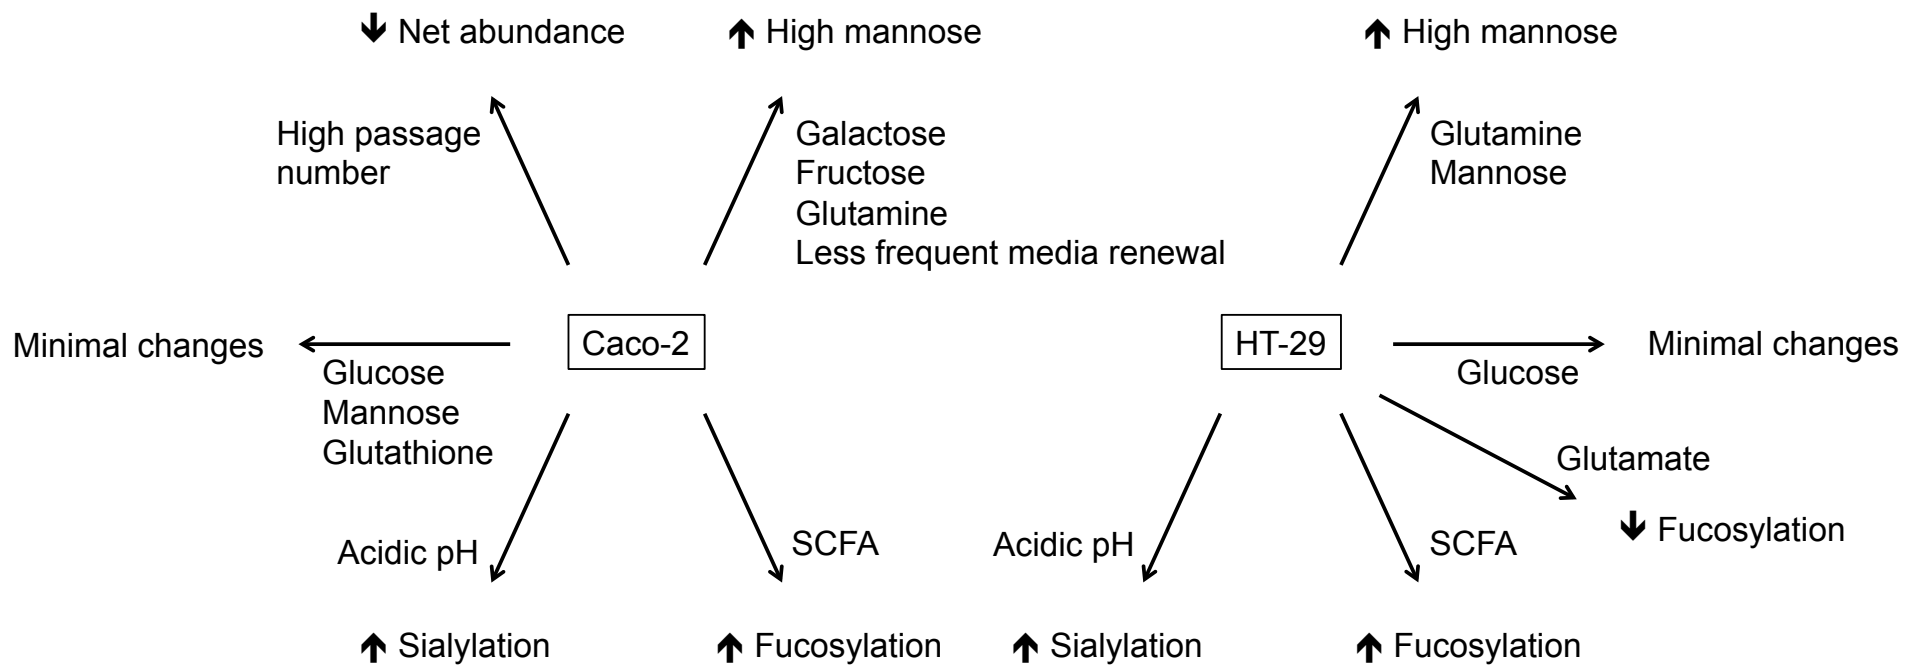 Net abundance
High mannose
High passage
number
Galactose
Fructose
Glutamine
Less frequent media renewal
Minimal changes
Caco-2
Glucose
Mannose
Glutathione
Acidic pH
SCFA
Sialylation
Fucosylation
High mannose
Glutamine
Mannose
HT-29
Minimal changes
Glucose
Glutamate
Fucosylation
Acidic pH
SCFA
Sialylation
Fucosylation